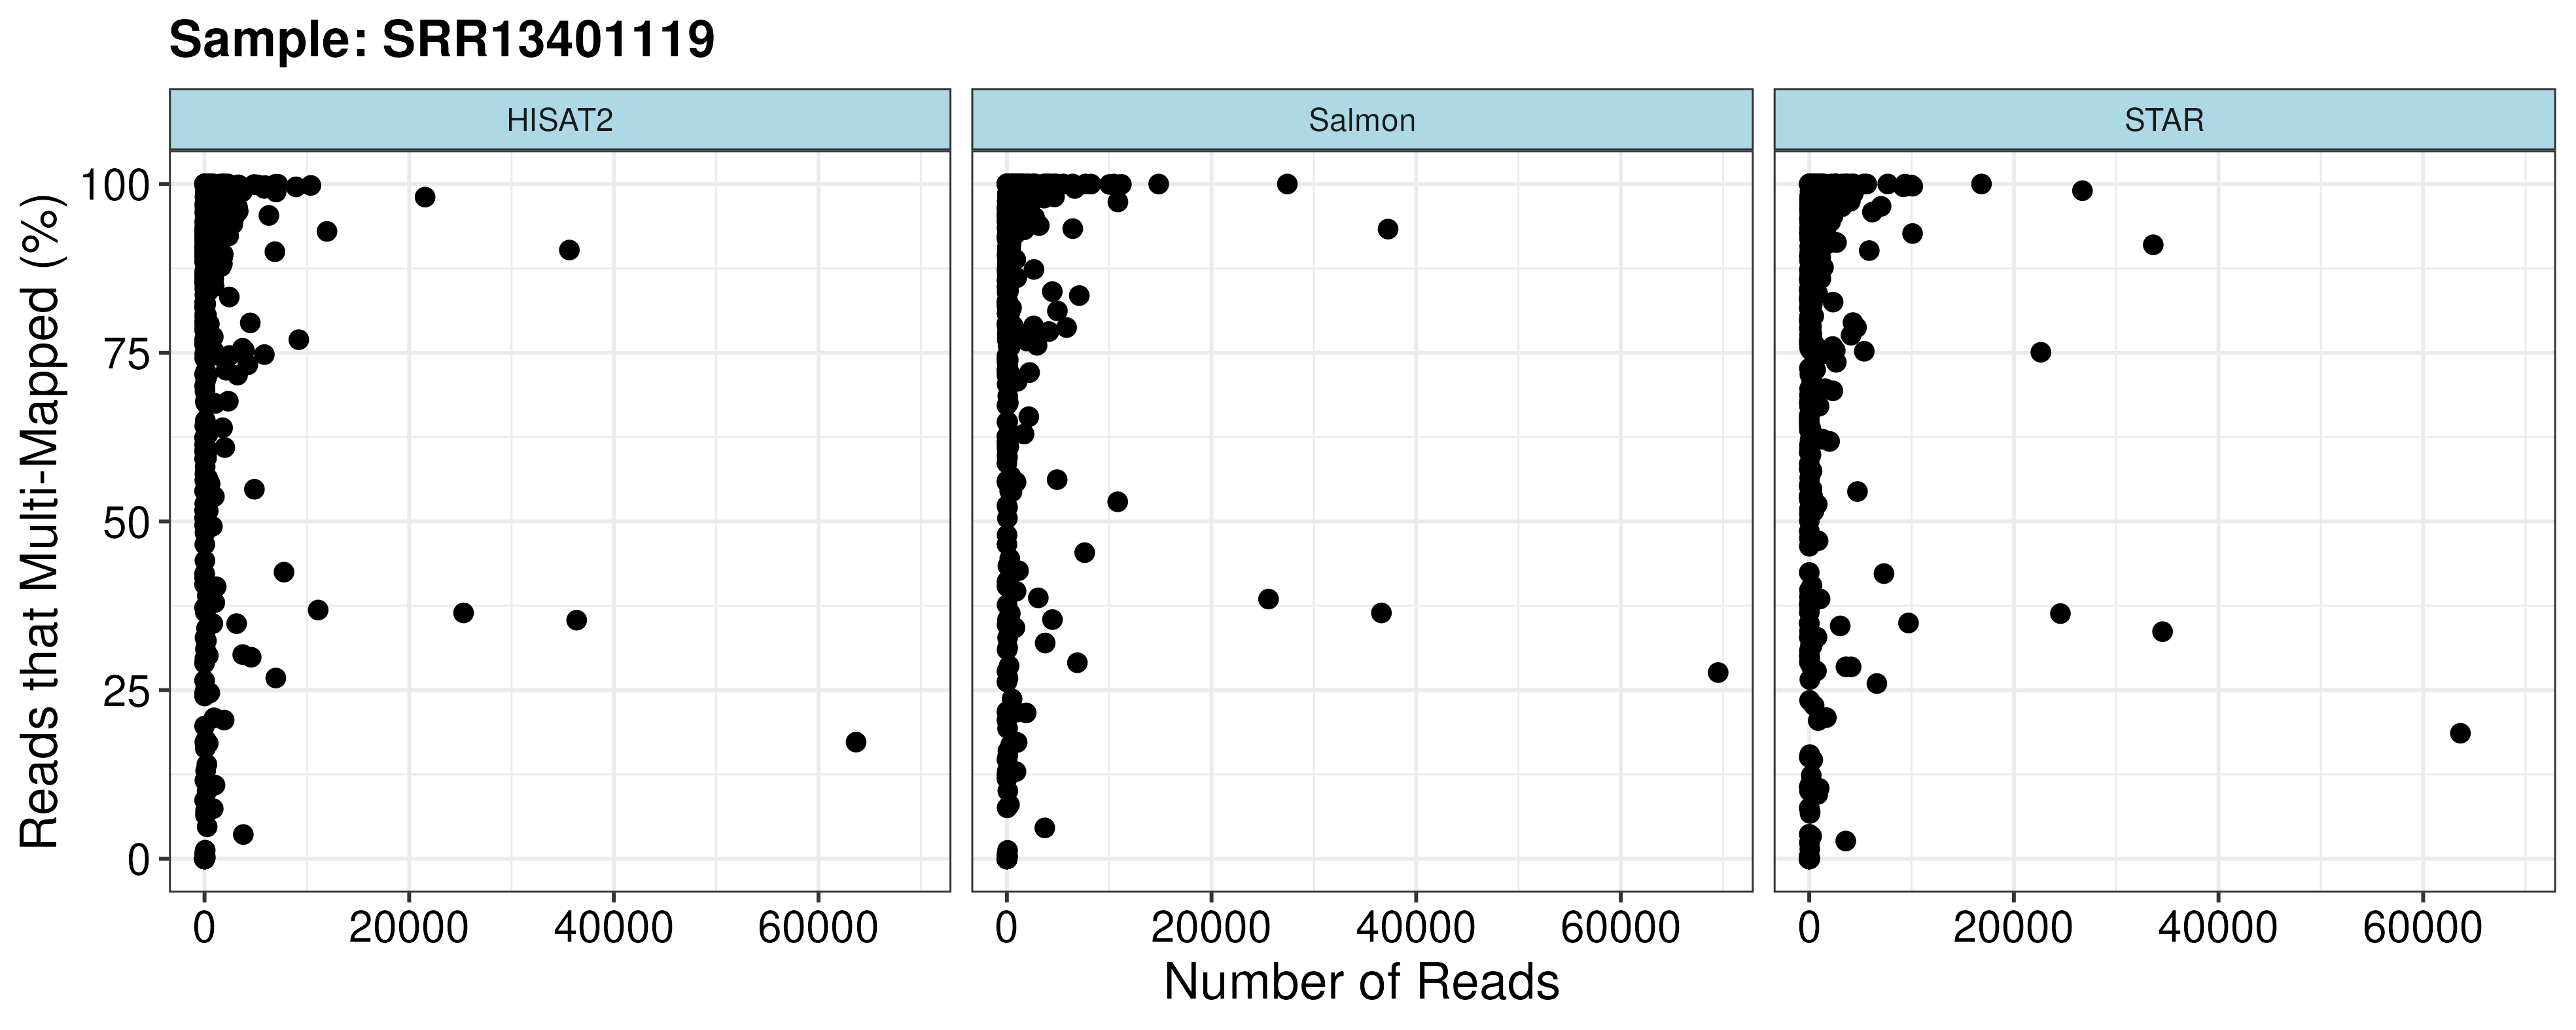 Sample: SRR13401119
HISAT2
Salmon
STAR
Reads that Multi-Mapped (%)
100
75
50
25
0
0 20000 40000 60000
0 20000 40000 60000
0 20000 40000 60000
Number of Reads